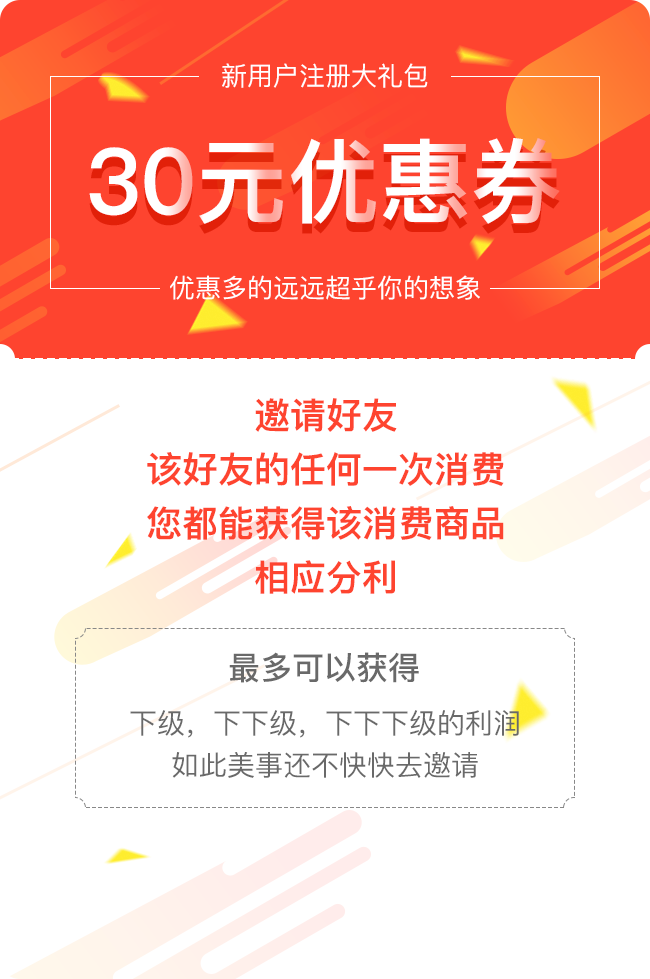 新用户注册大礼包
30元优惠券
优惠多的远远超乎你的想象
邀请好友
该好友的任何一次消费
您都能获得该消费商品
相应分利
最多可以获得
下级，下下级，下下下级的利润
如此美事还不快快去邀请